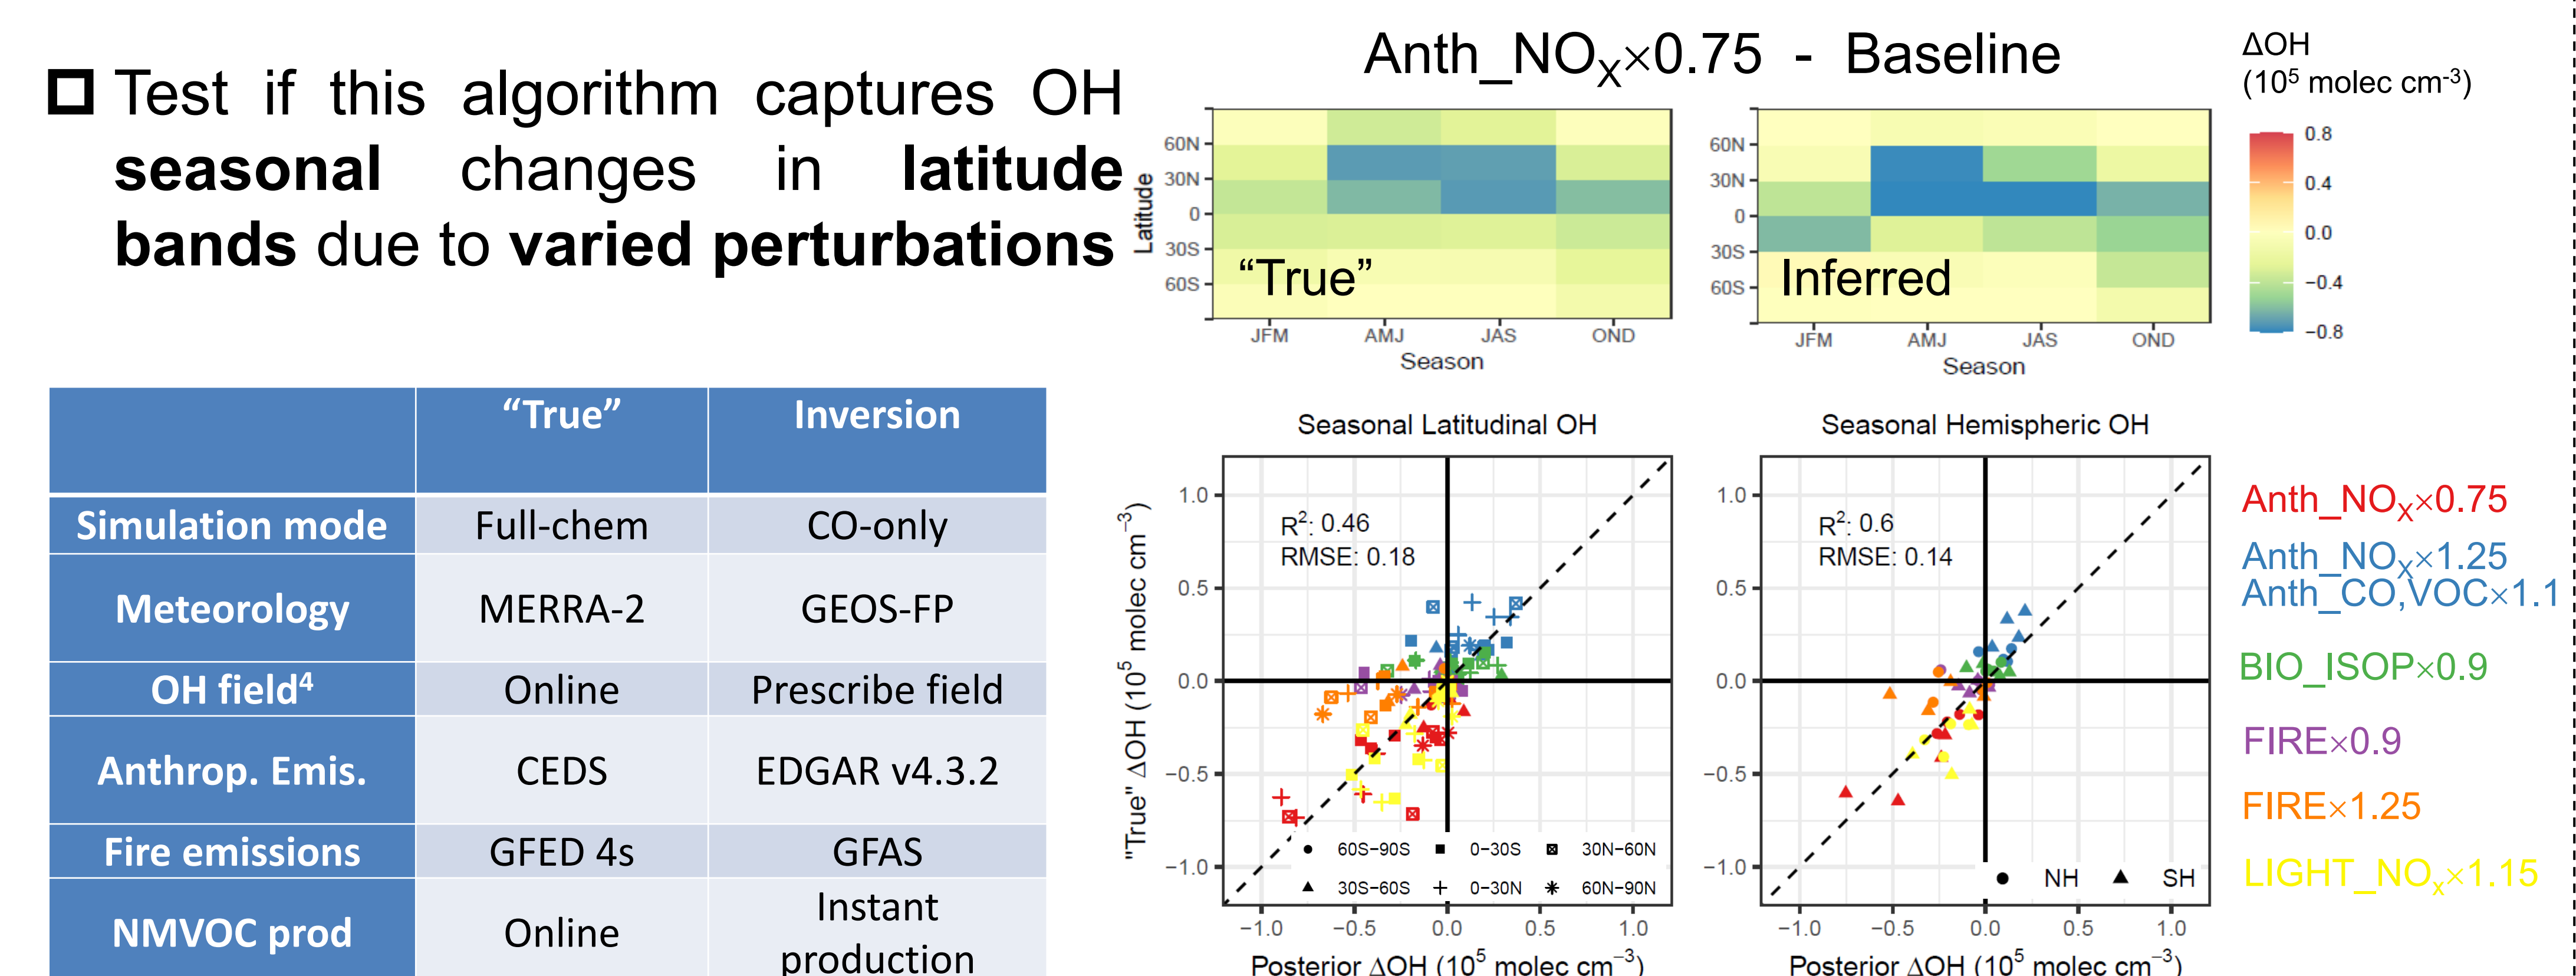 Test if this algorithm captures OH
seasonal changes in latitude
bands due to varied perturbations
“True” Inversion
Simulation mode Full-chem CO-only
Meteorology MERRA-2 GEOS-FP
OH field⁴ Online Prescribe field
Anthrop. Emis. CEDS EDGAR v4.3.2
Fire emissions GFED 4s GFAS
NMVOC prod Online Instant
production
Anth_NOₓ×0.75 - Baseline
ΔOH
(10⁵ molec cm⁻³)
0.8
0.4
0.0
−0.4
−0.8
Latitude
60N
30N
0
30S
60S
“True”
JFM AMJ JAS OND
Season
60N
30N
0
30S
60S
Inferred
JFM AMJ JAS OND
Season
Seasonal Latitudinal OH
"True" ΔOH (10⁵ molec cm⁻³)
1.0
0.5
0.0
−0.5
−1.0
R²: 0.46
RMSE: 0.18
60S−90S 0−30S 30N−60N
30S−60S 0−30N 60N−90N
−1.0 −0.5 0.0 0.5 1.0
Posterior ΔOH (10⁵ molec cm⁻³)
Seasonal Hemispheric OH
1.0
0.5
0.0
−0.5
−1.0
R²: 0.6
RMSE: 0.14
NH SH
−1.0 −0.5 0.0 0.5 1.0
Posterior ΔOH (10⁵ molec cm⁻³)
Anth_NOₓ×0.75
Anth_NOₓ×1.25
Anth_CO,VOC×1.1
BIO_ISOP×0.9
FIRE×0.9
FIRE×1.25
LIGHT_NOₓ×1.15